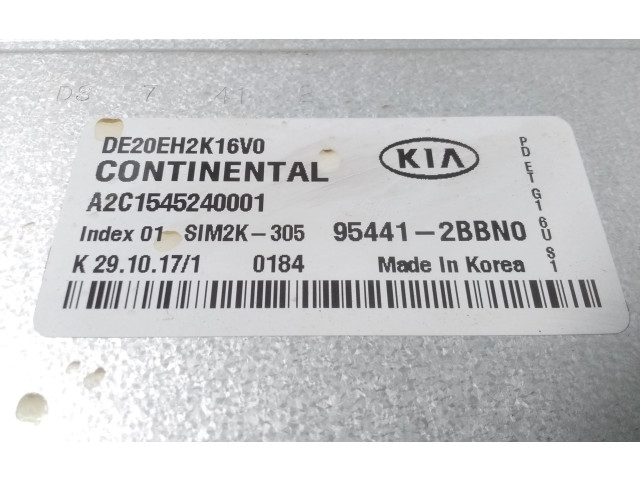 DE20EH2K16V0
CONTINENTAL
KIA
A2C1545240001
Index 01 SIM2K-305 95441-2BBN0
K 29.10.17/1 0184 Made In Korea
PD ET G1 6U S1